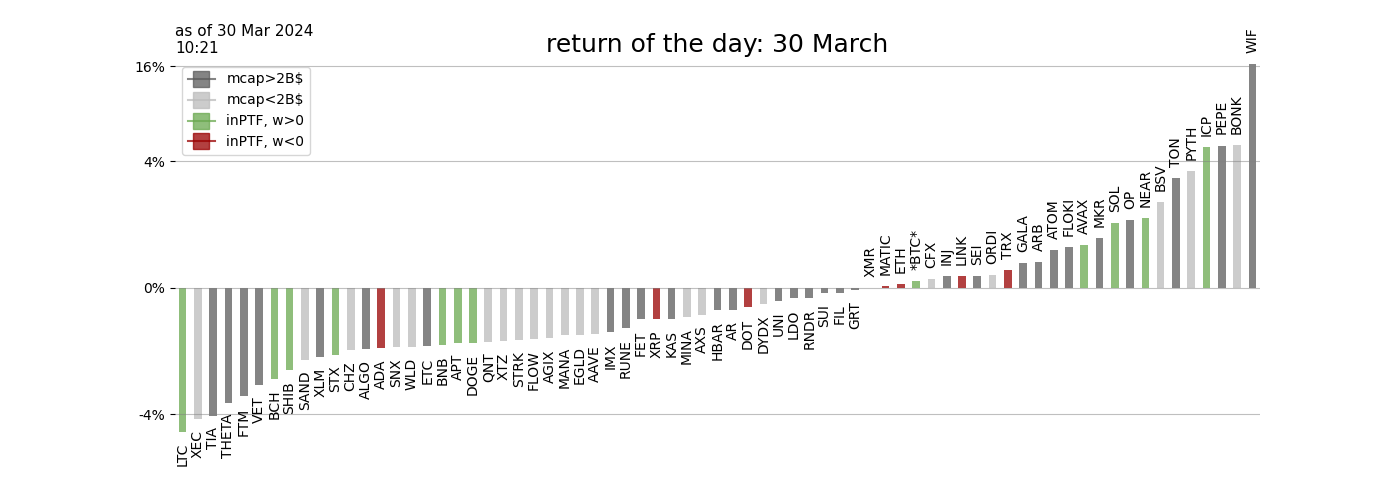 as of 30 Mar 2024
10:21
return of the day: 30 March
16%
4%
0%
-4%
mcap>2B$
mcap<2B$
inPTF, w>0
inPTF, w<0
LTC
XEC
TIA
THETA
FTM
VET
BCH
SHIB
SAND
XLM
STX
CHZ
ALGO
ADA
SNX
WLD
ETC
BNB
APT
DOGE
QNT
XTZ
STRK
FLOW
AGIX
MANA
EGLD
AAVE
IMX
RUNE
FET
XRP
KAS
MINA
AXS
HBAR
AR
DOT
DYDX
UNI
LDO
RNDR
SUI
FIL
GRT
XMR
MATIC
ETH
*BTC*
CFX
INJ
LINK
SEI
ORDI
TRX
GALA
ARB
ATOM
FLOKI
AVAX
MKR
SOL
OP
NEAR
BSV
TON
PYTH
ICP
PEPE
BONK
WIF